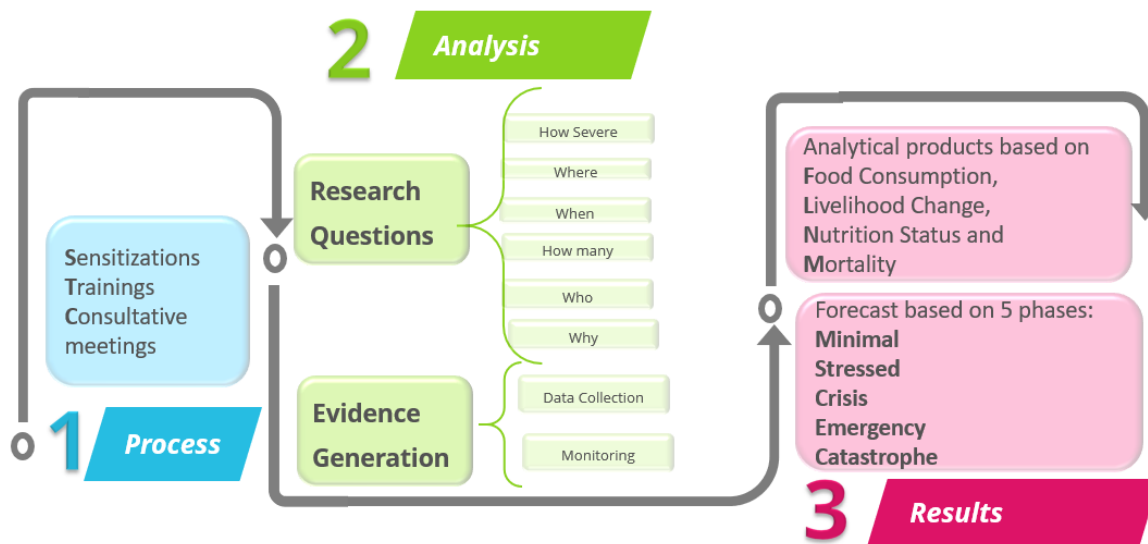 1
Process
Sensitizations
Trainings
Consultative
meetings
2
Analysis
Research
Questions
How Severe
Where
When
How many
Who
Why
Evidence
Generation
Data Collection
Monitoring
Analytical products based on
Food Consumption,
Livelihood Change,
Nutrition Status and
Mortality
Forecast based on 5 phases:
Minimal
Stressed
Crisis
Emergency
Catastrophe
3
Results